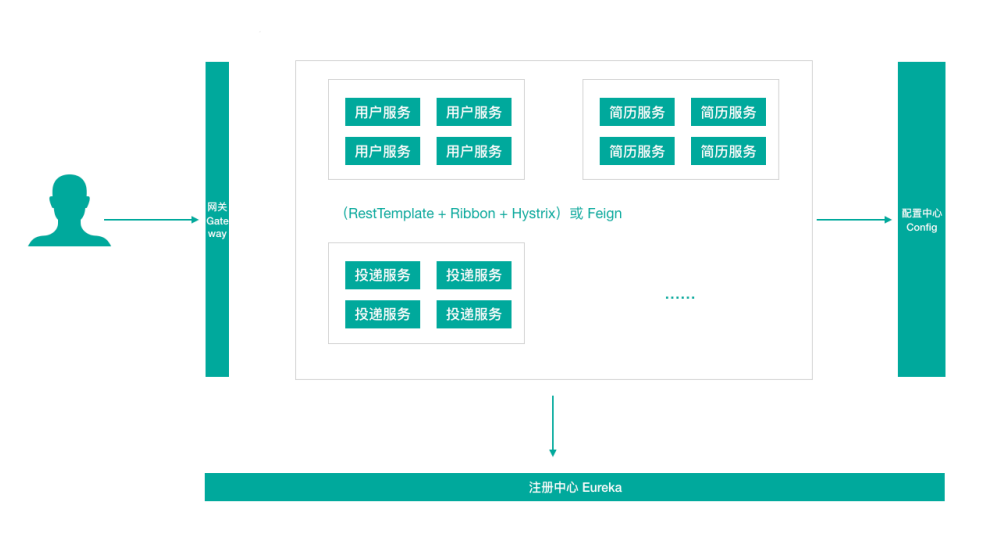 用户服务 用户服务
用户服务 用户服务
简历服务 简历服务
简历服务 简历服务
网关
Gate
way
（RestTemplate + Ribbon + Hystrix）或 Feign
配置中心
Config
投递服务 投递服务
投递服务 投递服务
……
注册中心 Eureka